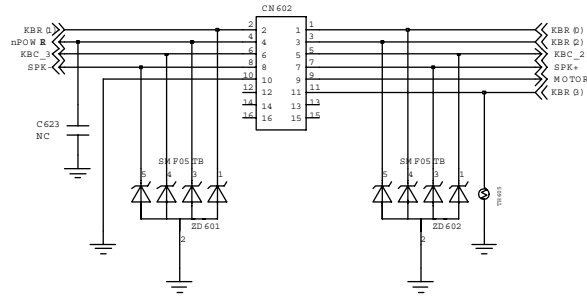 CN602
KBR(1) 2 2 1 1 KBR(0)
nPOWER 4 4 3 3 KBR(2)
KBC_3 6 6 5 5 KBC_2
SPK- 8 8 7 7 SPK+
10 10 9 9 MOTOR
12 12 11 11 KBR(3)
14 14 13 13
16 16 15 15
C623
NC
SMF05TB SMF05TB
5 4 3 1 5 4 3 1
TH605
ZD601 ZD602
2 2